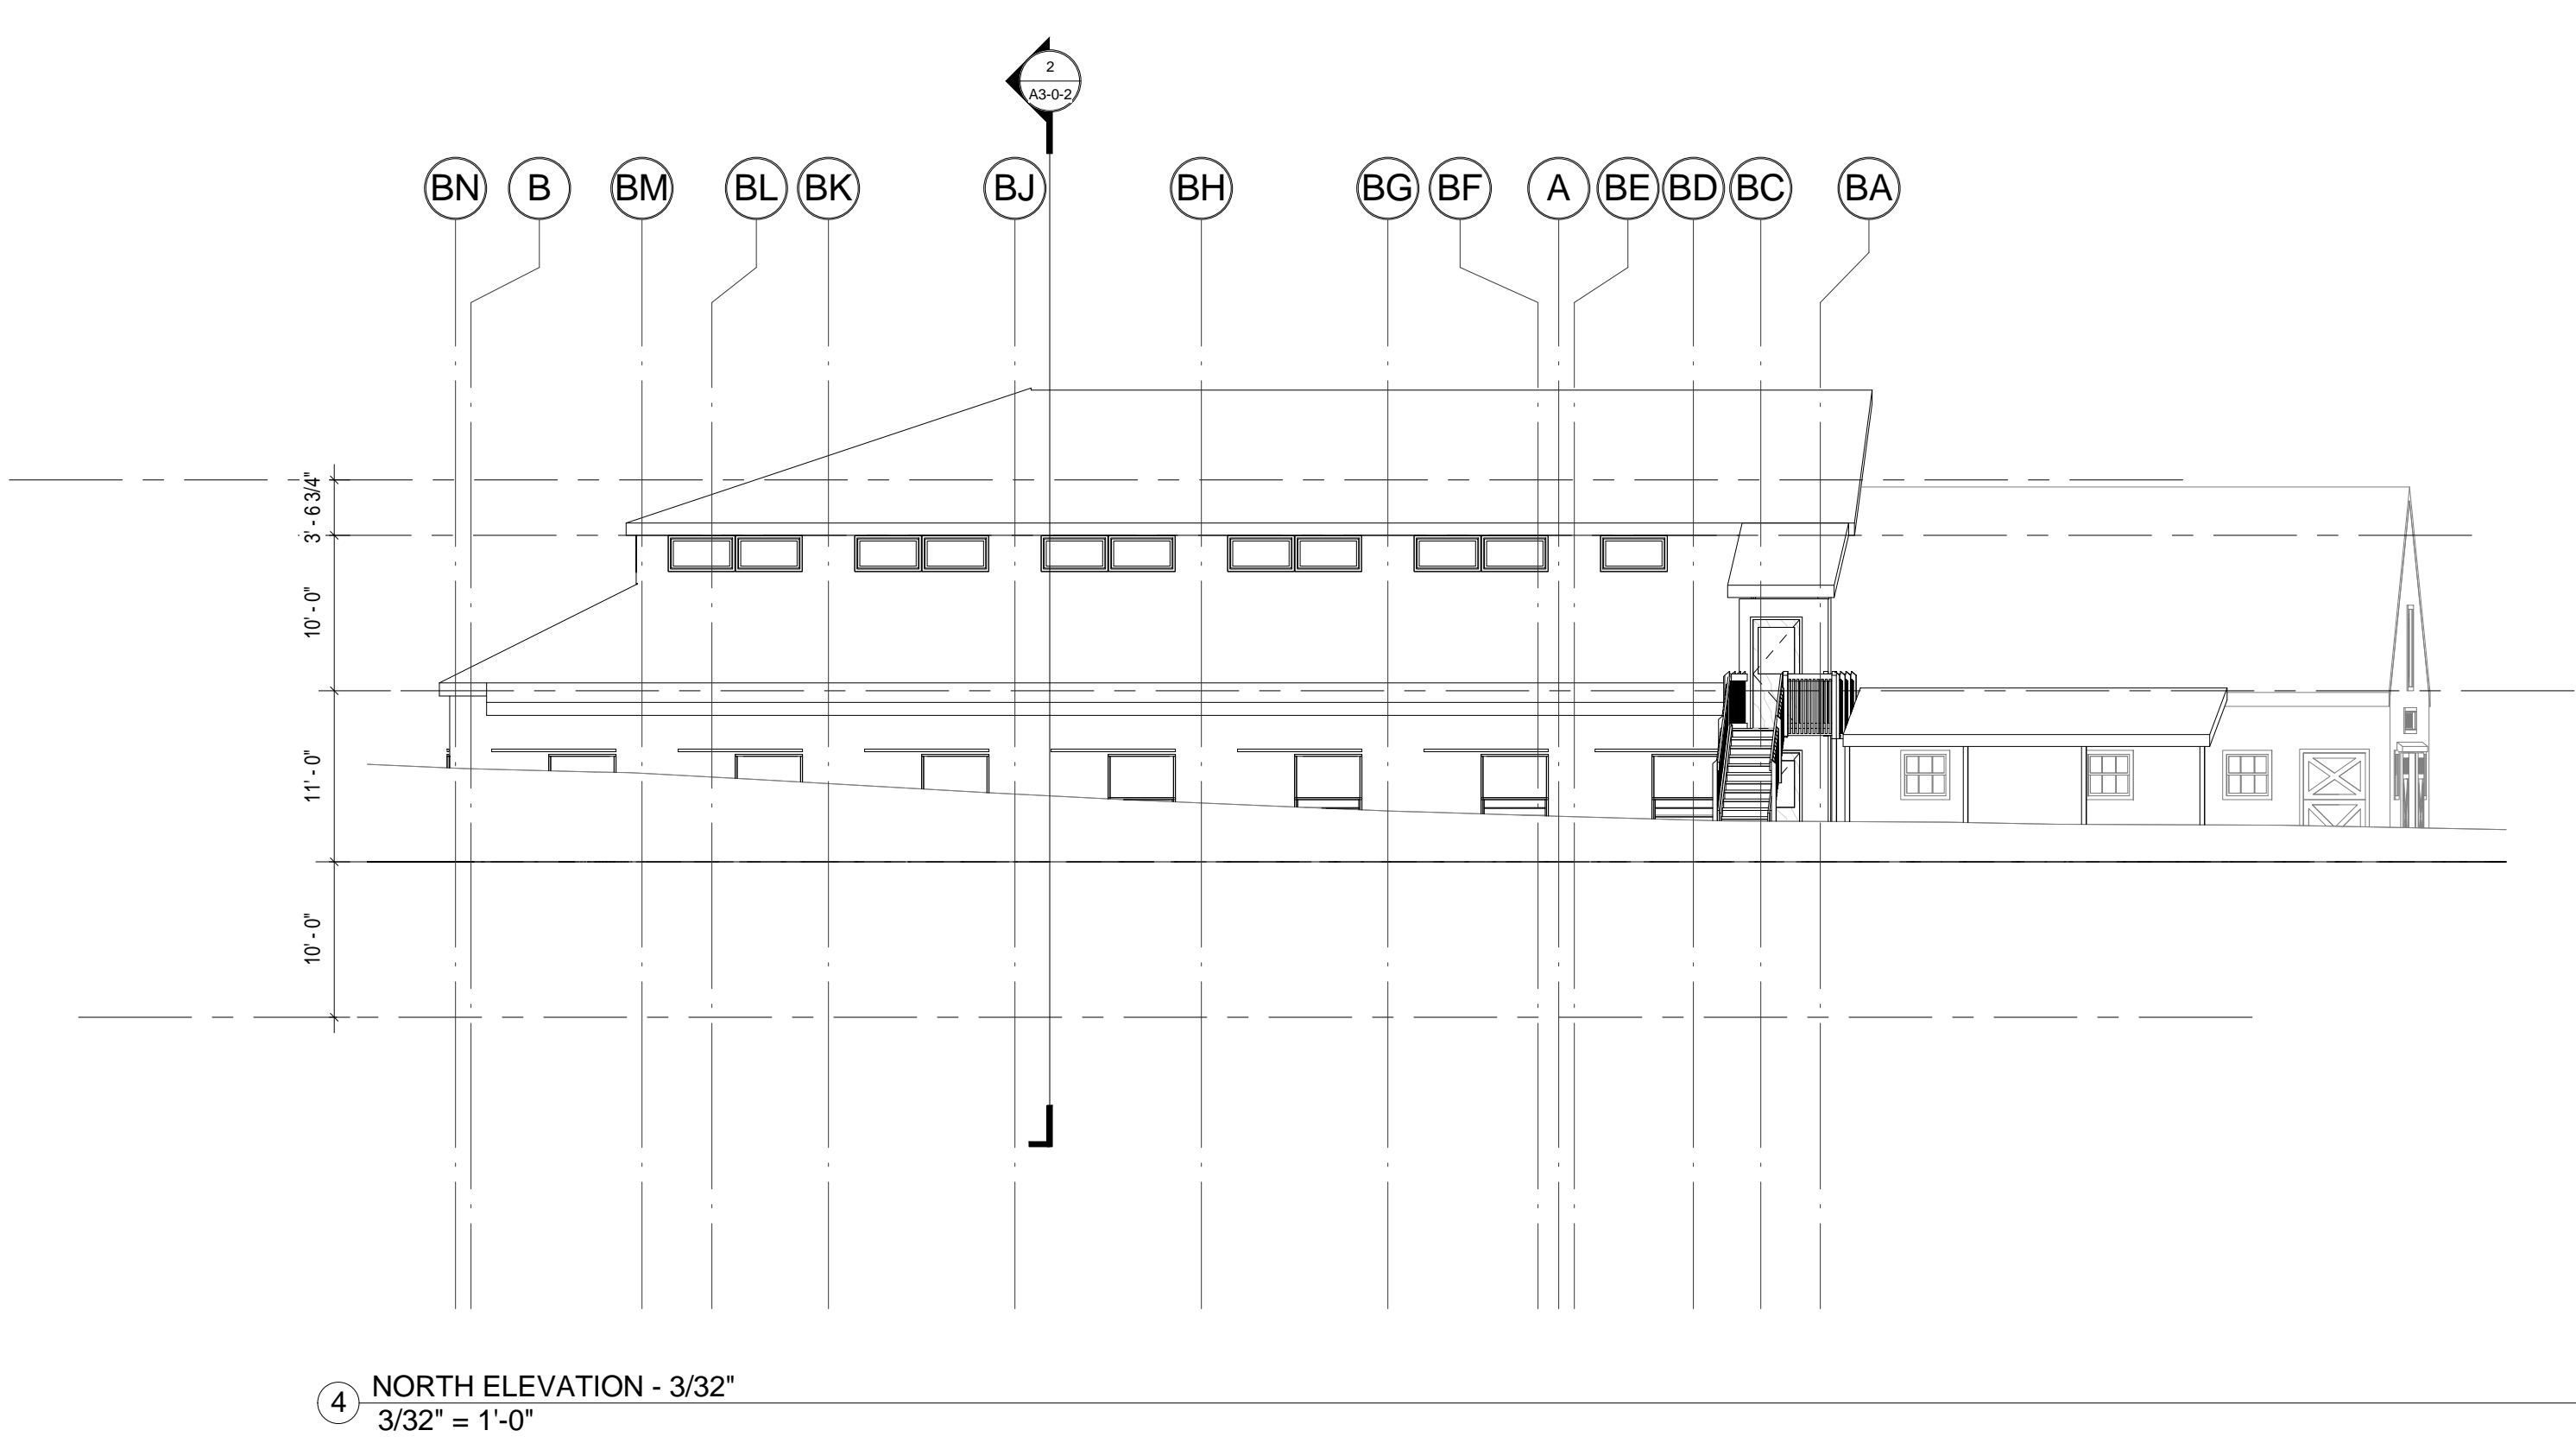 2
A3-0-2
BN B BM BL BK BJ BH BG BF A BE BD BC BA
3' - 6 3/4"
10' - 0"
11' - 0"
10' - 0"
4
NORTH ELEVATION - 3/32"
3/32" = 1'-0"